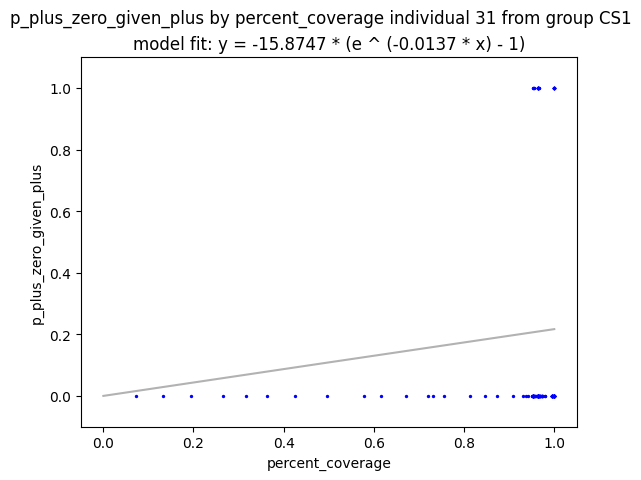 p_plus_zero_given_plus by percent_coverage individual 31 from group CS1
model fit: y = -15.8747 * (e ^ (-0.0137 * x) - 1)
p_plus_zero_given_plus
1.0
0.8
0.6
0.4
0.2
0.0
0.0 0.2 0.4 0.6 0.8 1.0
percent_coverage